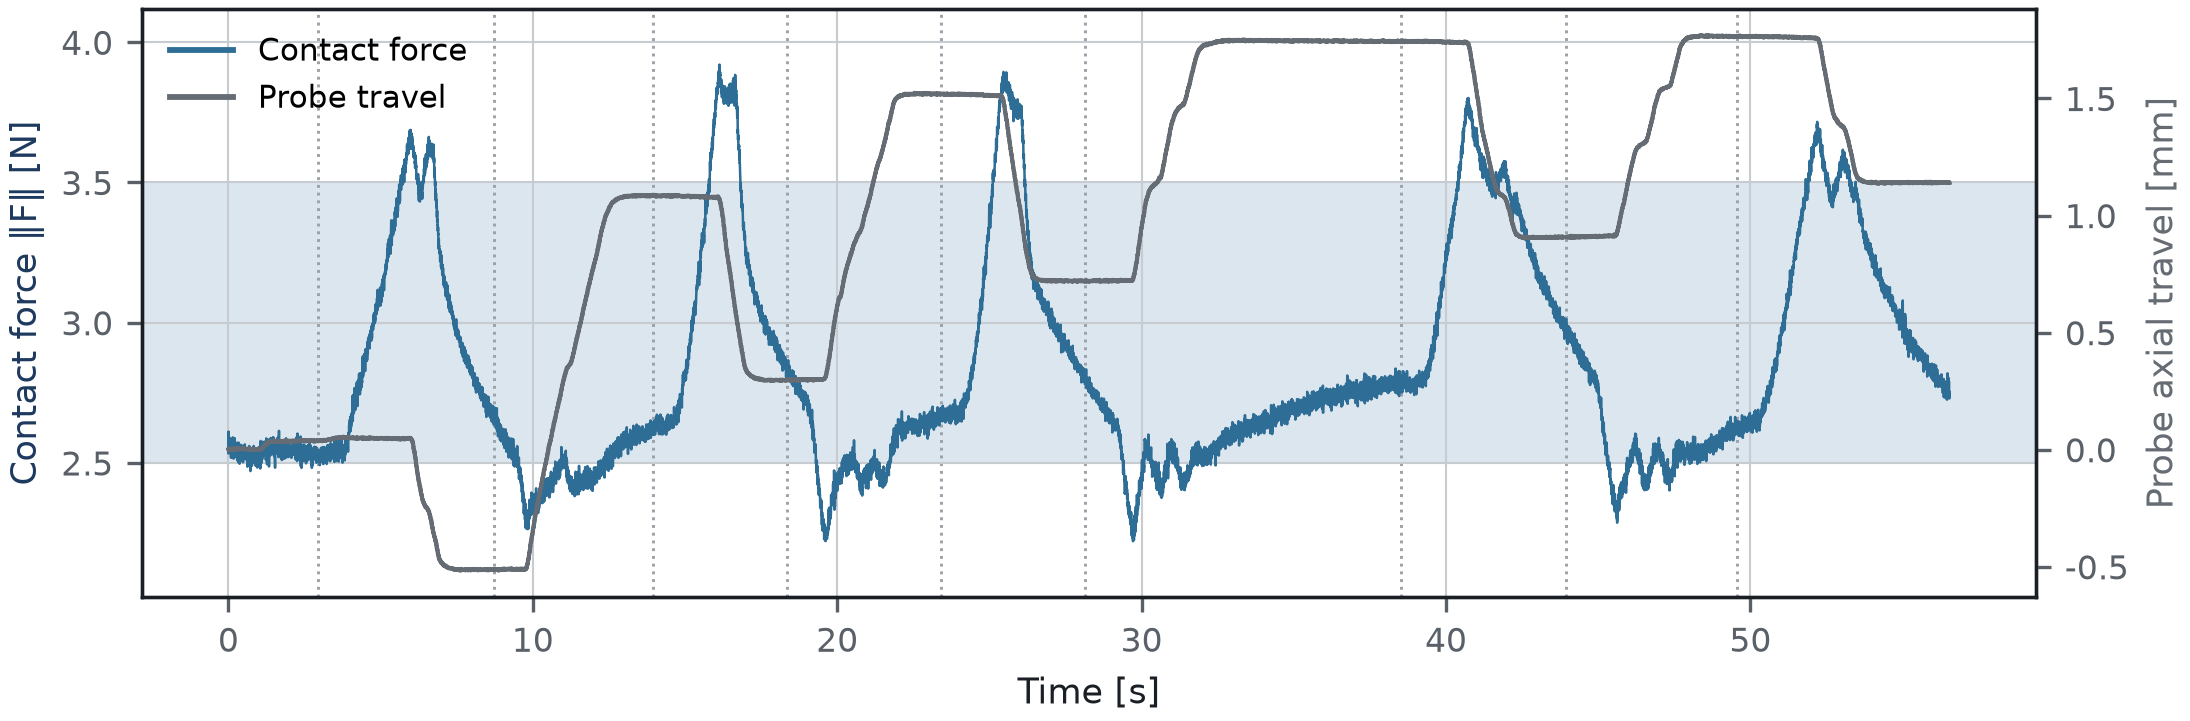 Contact force
Probe travel
4.0
3.5
3.0
2.5
Contact force ‖F‖ [N]
1.5
1.0
0.5
0.0
-0.5
Probe axial travel [mm]
0 10 20 30 40 50
Time [s]